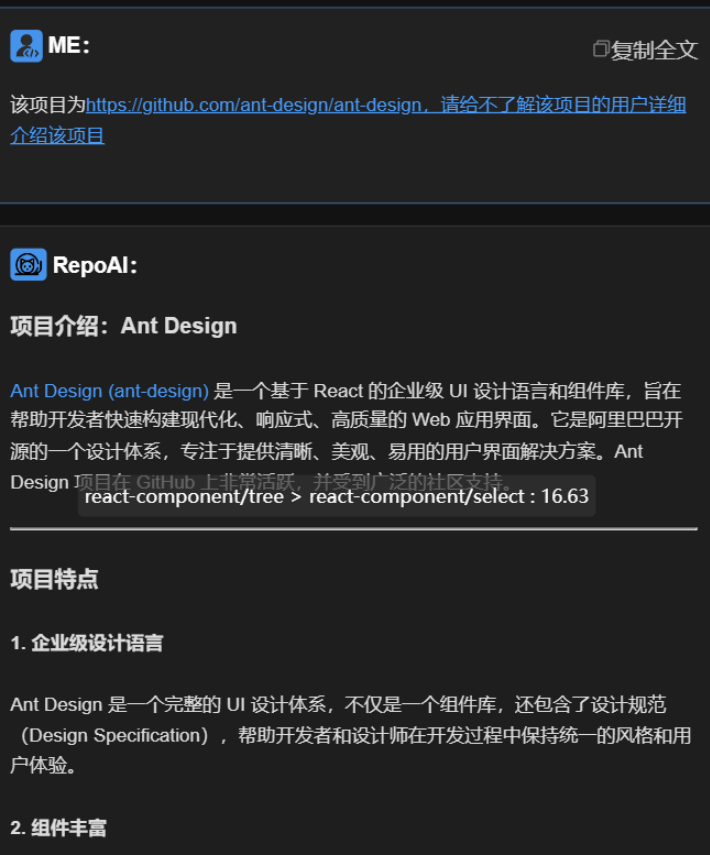 ME：
复制全文
该项目为https://github.com/ant-design/ant-design，请给不了解该项目的用户详细
介绍该项目
RepoAI：
项目介绍：Ant Design
Ant Design (ant-design) 是一个基于 React 的企业级 UI 设计语言和组件库，旨在
帮助开发者快速构建现代化、响应式、高质量的 Web 应用界面。它是阿里巴巴开
源的一个设计体系，专注于提供清晰、美观、易用的用户界面解决方案。Ant
Design 项目在 GitHub 上非常活跃，并受到广泛的社区支持。
react-component/tree > react-component/select : 16.63
项目特点
1. 企业级设计语言
Ant Design 是一个完整的 UI 设计体系，不仅是一个组件库，还包含了设计规范
（Design Specification），帮助开发者和设计师在开发过程中保持统一的风格和用
户体验。
2. 组件丰富